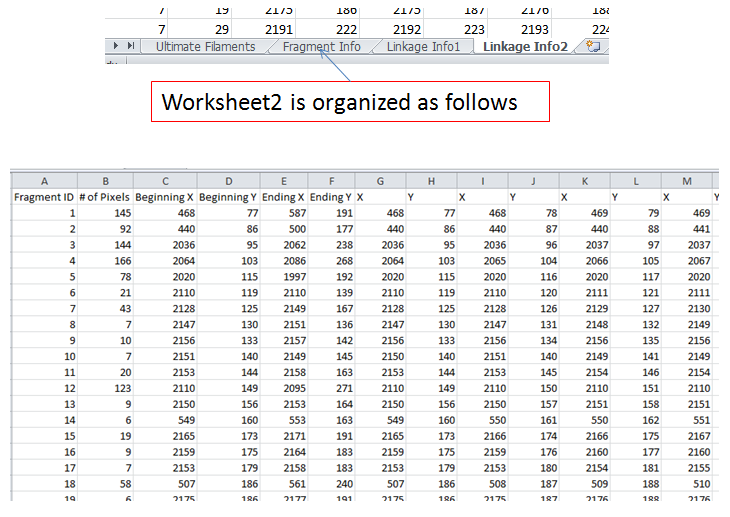 7 19 2175 186 2175 187 2176 188
7 29 2191 222 2192 223 2193 224
Ultimate Filaments Fragment Info Linkage Info1 Linkage Info2
Worksheet2 is organized as follows
A B C D E F G H I J K L M
Fragment ID # of Pixels Beginning X Beginning Y Ending X Ending Y X Y X Y X Y X Y
1 145 468 77 587 191 468 77 468 78 469 79 469
2 92 440 86 500 177 440 86 440 87 440 88 441
3 144 2036 95 2062 238 2036 95 2036 96 2037 97 2037
4 166 2064 103 2086 268 2064 103 2065 104 2066 105 2067
5 78 2020 115 1997 192 2020 115 2020 116 2020 117 2020
6 21 2110 119 2110 139 2110 119 2110 120 2111 121 2111
7 43 2128 125 2149 167 2128 125 2128 126 2129 127 2130
8 7 2147 130 2151 136 2147 130 2147 131 2148 132 2149
9 10 2156 133 2157 142 2156 133 2156 134 2156 135 2156
10 7 2151 140 2149 145 2150 140 2151 140 2149 141 2149
11 20 2153 144 2158 163 2153 144 2153 145 2154 146 2154
12 123 2110 149 2095 271 2110 149 2110 150 2110 151 2110
13 9 2150 156 2153 164 2150 156 2150 157 2151 158 2151
14 6 549 160 553 163 549 160 550 161 550 162 551
15 19 2165 173 2171 191 2165 173 2166 174 2166 175 2167
16 9 2159 175 2164 183 2159 175 2159 176 2160 177 2160
17 7 2153 179 2158 183 2153 179 2153 180 2154 181 2155
18 58 507 186 561 240 507 186 508 187 509 188 510
19 6 2175 186 2177 191 2175 186 2175 187 2176 188 2176